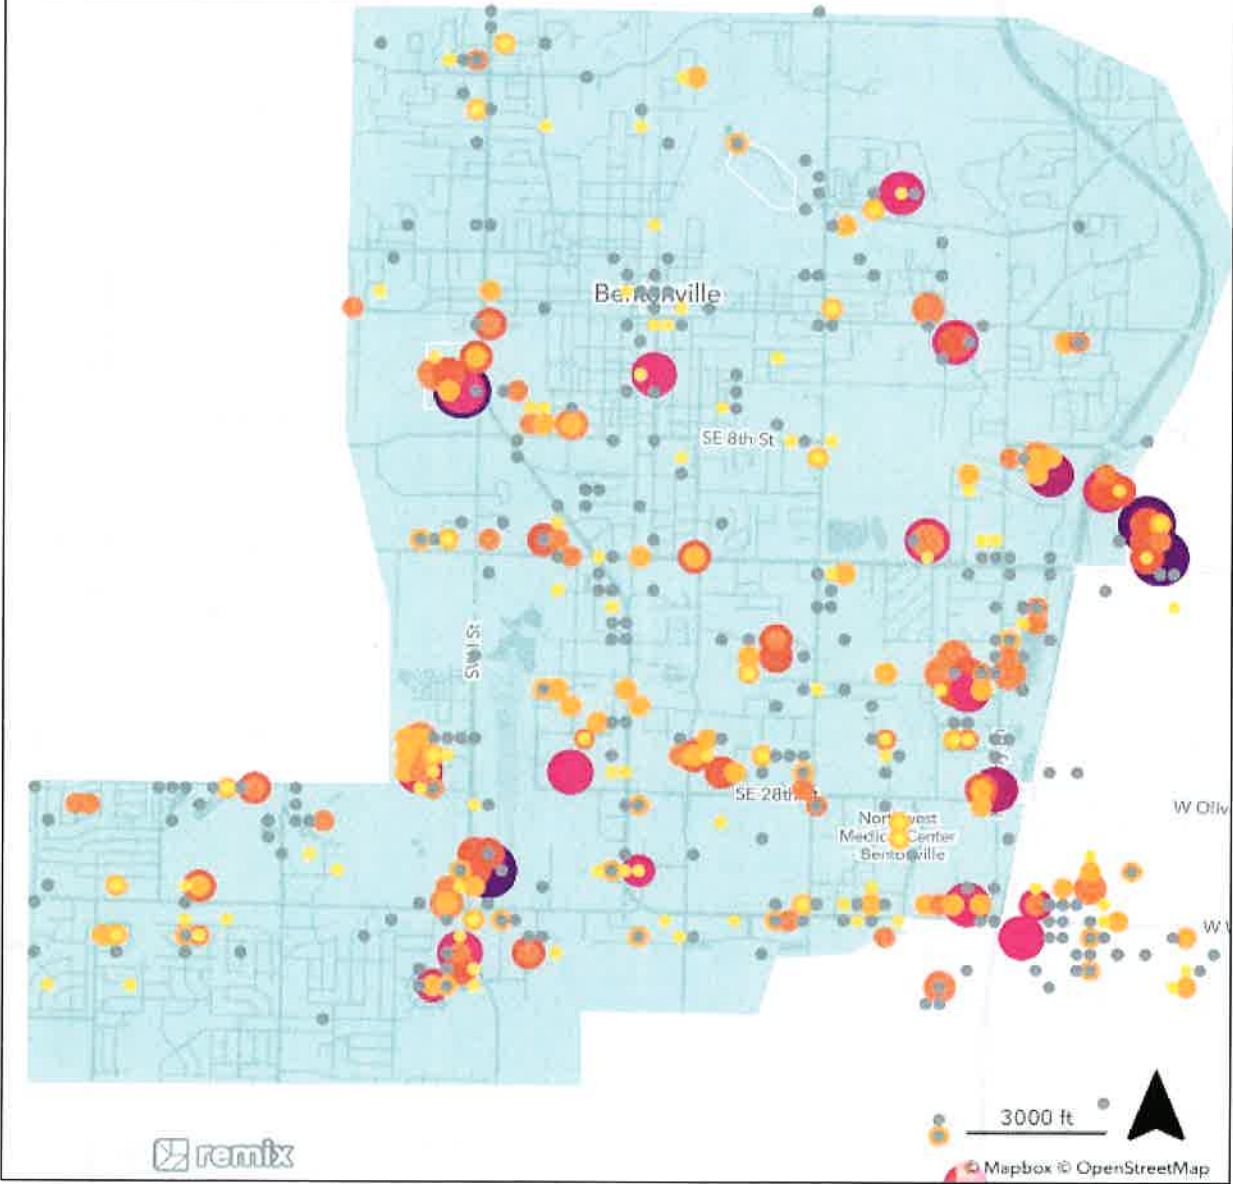 Bentonville
SE 8th St
SW I St
SE 28th St
Northwest
Medical Center
Bentonville
W Oliv
W
3000 ft
remix
© Mapbox © OpenStreetMap